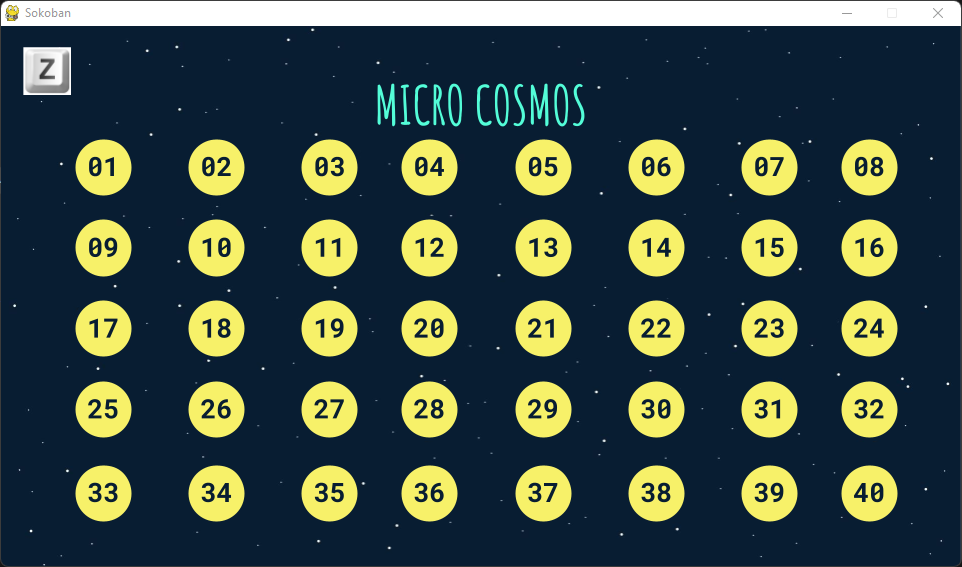 Sokoban
Z
MICRO COSMOS
01 02 03 04 05 06 07 08
09 10 11 12 13 14 15 16
17 18 19 20 21 22 23 24
25 26 27 28 29 30 31 32
33 34 35 36 37 38 39 40